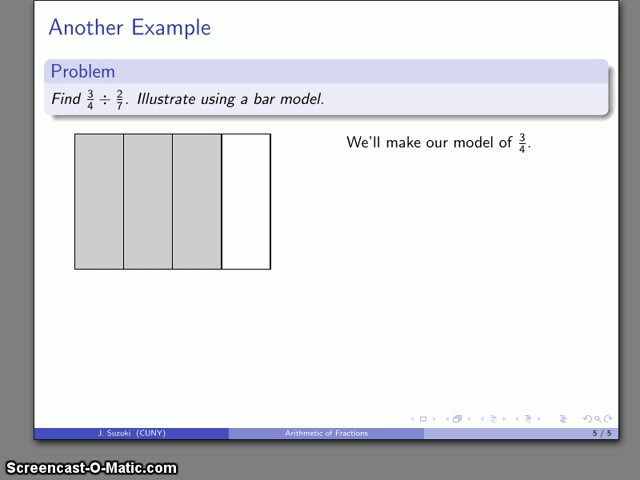 Another Example
Problem
Find 3/4 ÷ 2/7. Illustrate using a bar model.
We'll make our model of 3/4.
J. Suzuki (CUNY) Arithmetic of Fractions 5 / 5
Screencast-O-Matic.com